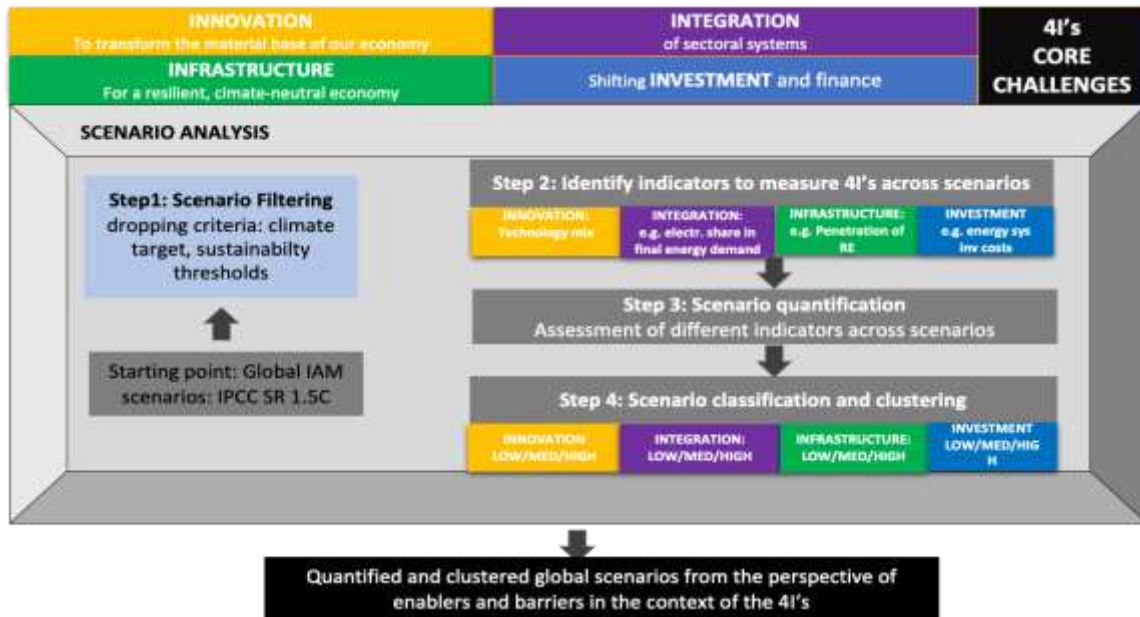 INNOVATION
To transform the material base of our economy
INTEGRATION
of sectoral systems
INFRASTRUCTURE
For a resilient, climate-neutral economy
Shifting INVESTMENT and finance
4I's
CORE
CHALLENGES
SCENARIO ANALYSIS
Step1: Scenario Filtering
dropping criteria: climate
target, sustainabilty
thresholds
Starting point: Global IAM
scenarios: IPCC SR 1.5C
Step 2: Identify indicators to measure 4I's across scenarios
INNOVATION:
Technology mix
INTEGRATION:
e.g. electr. share in
final energy demand
INFRASTRUCTURE:
e.g. Penetration of
RE
INVESTMENT
e.g. energy sys
inv costs
Step 3: Scenario quantification
Assessment of different indicators across scenarios
Step 4: Scenario classification and clustering
INNOVATION
LOW/MED/HIGH
INTEGRATION:
LOW/MED/HIGH
INFRASTRUCTURE:
LOW/MED/HIGH
INVESTMENT
LOW/MED/HIG
H
Quantified and clustered global scenarios from the perspective of
enablers and barriers in the context of the 4I's